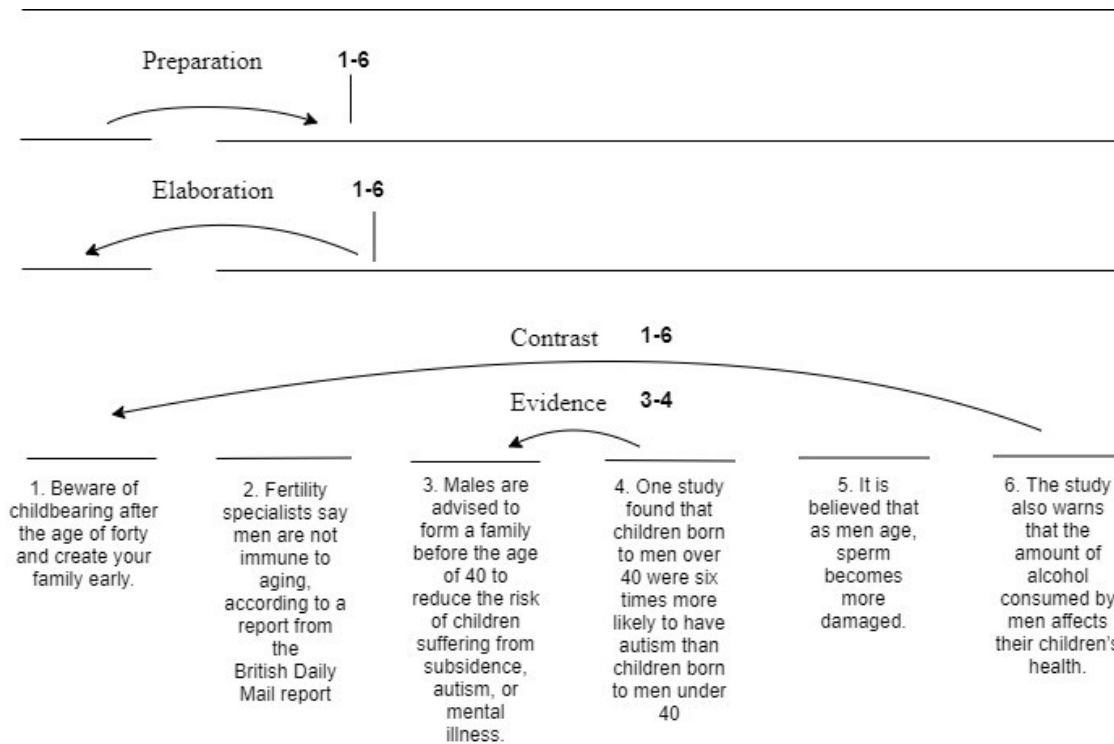 Preparation 1-6
Elaboration 1-6
Contrast 1-6
Evidence 3-4
1. Beware of
childbearing after
the age of forty
and create your
family early.
2. Fertility
specialists say
men are not
immune to
aging,
according to a
report from
the
British Daily
Mail report
3. Males are
advised to
form a family
before the age
of 40 to
reduce the risk
of children
suffering from
subsidence,
autism, or
mental
illness.
4. One study
found that
children born
to men over
40 were six
times more
likely to have
autism than
children born
to men under
40
5. It is
believed that
as men age,
sperm
becomes
more
damaged.
6. The study
also warns
that the
amount of
alcohol
consumed by
men affects
their children's
health.